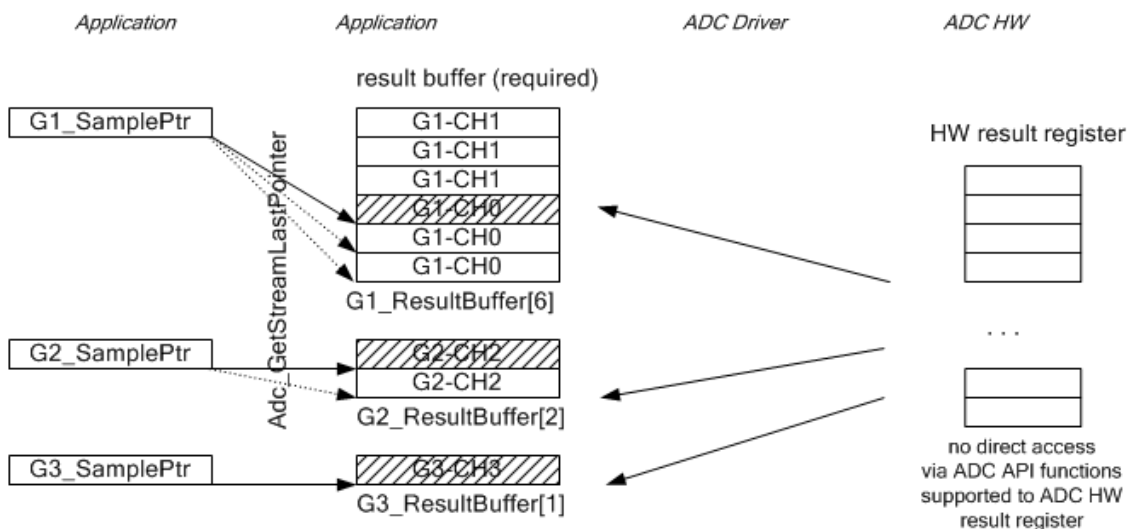 Application
Application
ADC Driver
ADC HW
result buffer (required)
G1_SamplePtr
G1-CH1
G1-CH1
G1-CH1
G1-CH0
G1-CH0
G1-CH0
G1_ResultBuffer[6]
Adc_GetStreamLastPointer
G2_SamplePtr
G2-CH2
G2-CH2
G2_ResultBuffer[2]
G3_SamplePtr
G3-CH3
G3_ResultBuffer[1]
HW result register
. . .
no direct access
via ADC API functions
supported to ADC HW
result register